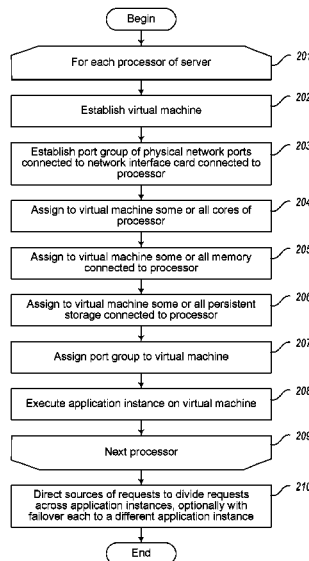 Begin
For each processor of server
201
Establish virtual machine
202
Establish port group of physical network ports
connected to network interface card connected to
processor
203
Assign to virtual machine some or all cores of
processor
204
Assign to virtual machine some or all memory
connected to processor
205
Assign to virtual machine some or all persistent
storage connected to processor
206
Assign port group to virtual machine
207
Execute application instance on virtual machine
208
Next processor
209
Direct sources of requests to divide requests
across application instances, optionally with
failover each to a different application instance
210
End